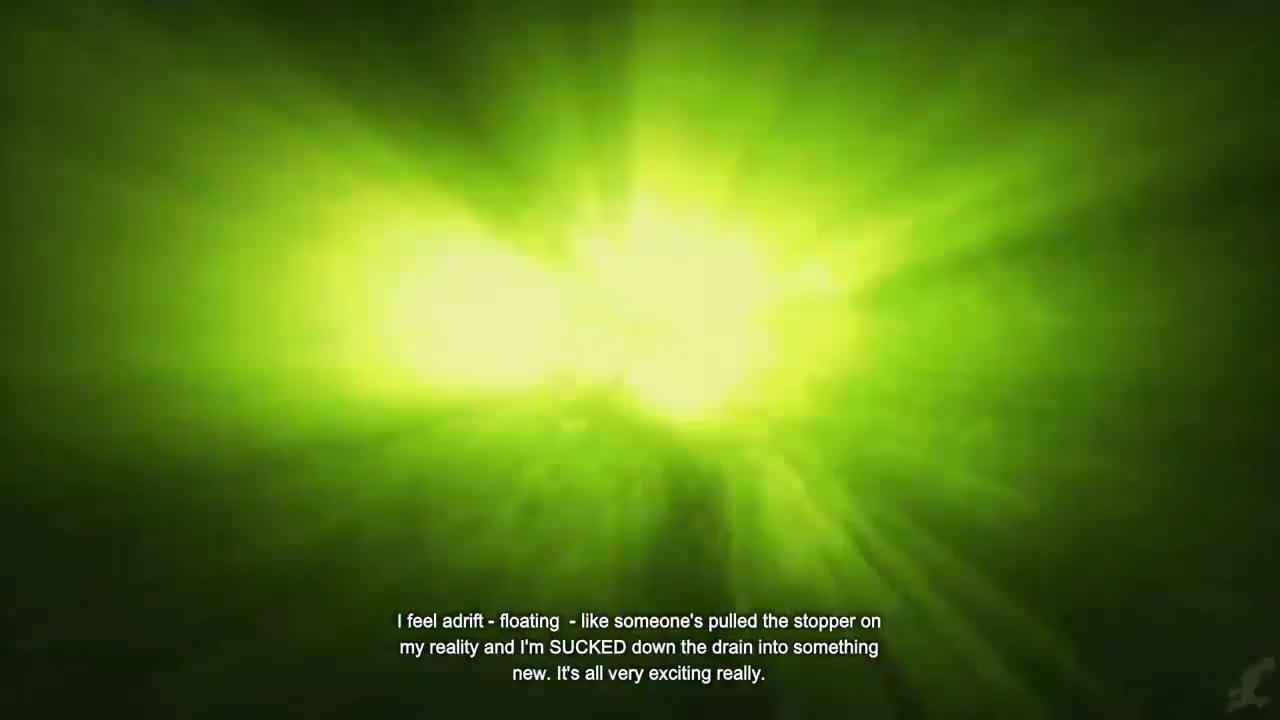 I feel adrift - floating  - like someone's pulled the stopper on
my reality and I'm SUCKED down the drain into something
new. It's all very exciting really.